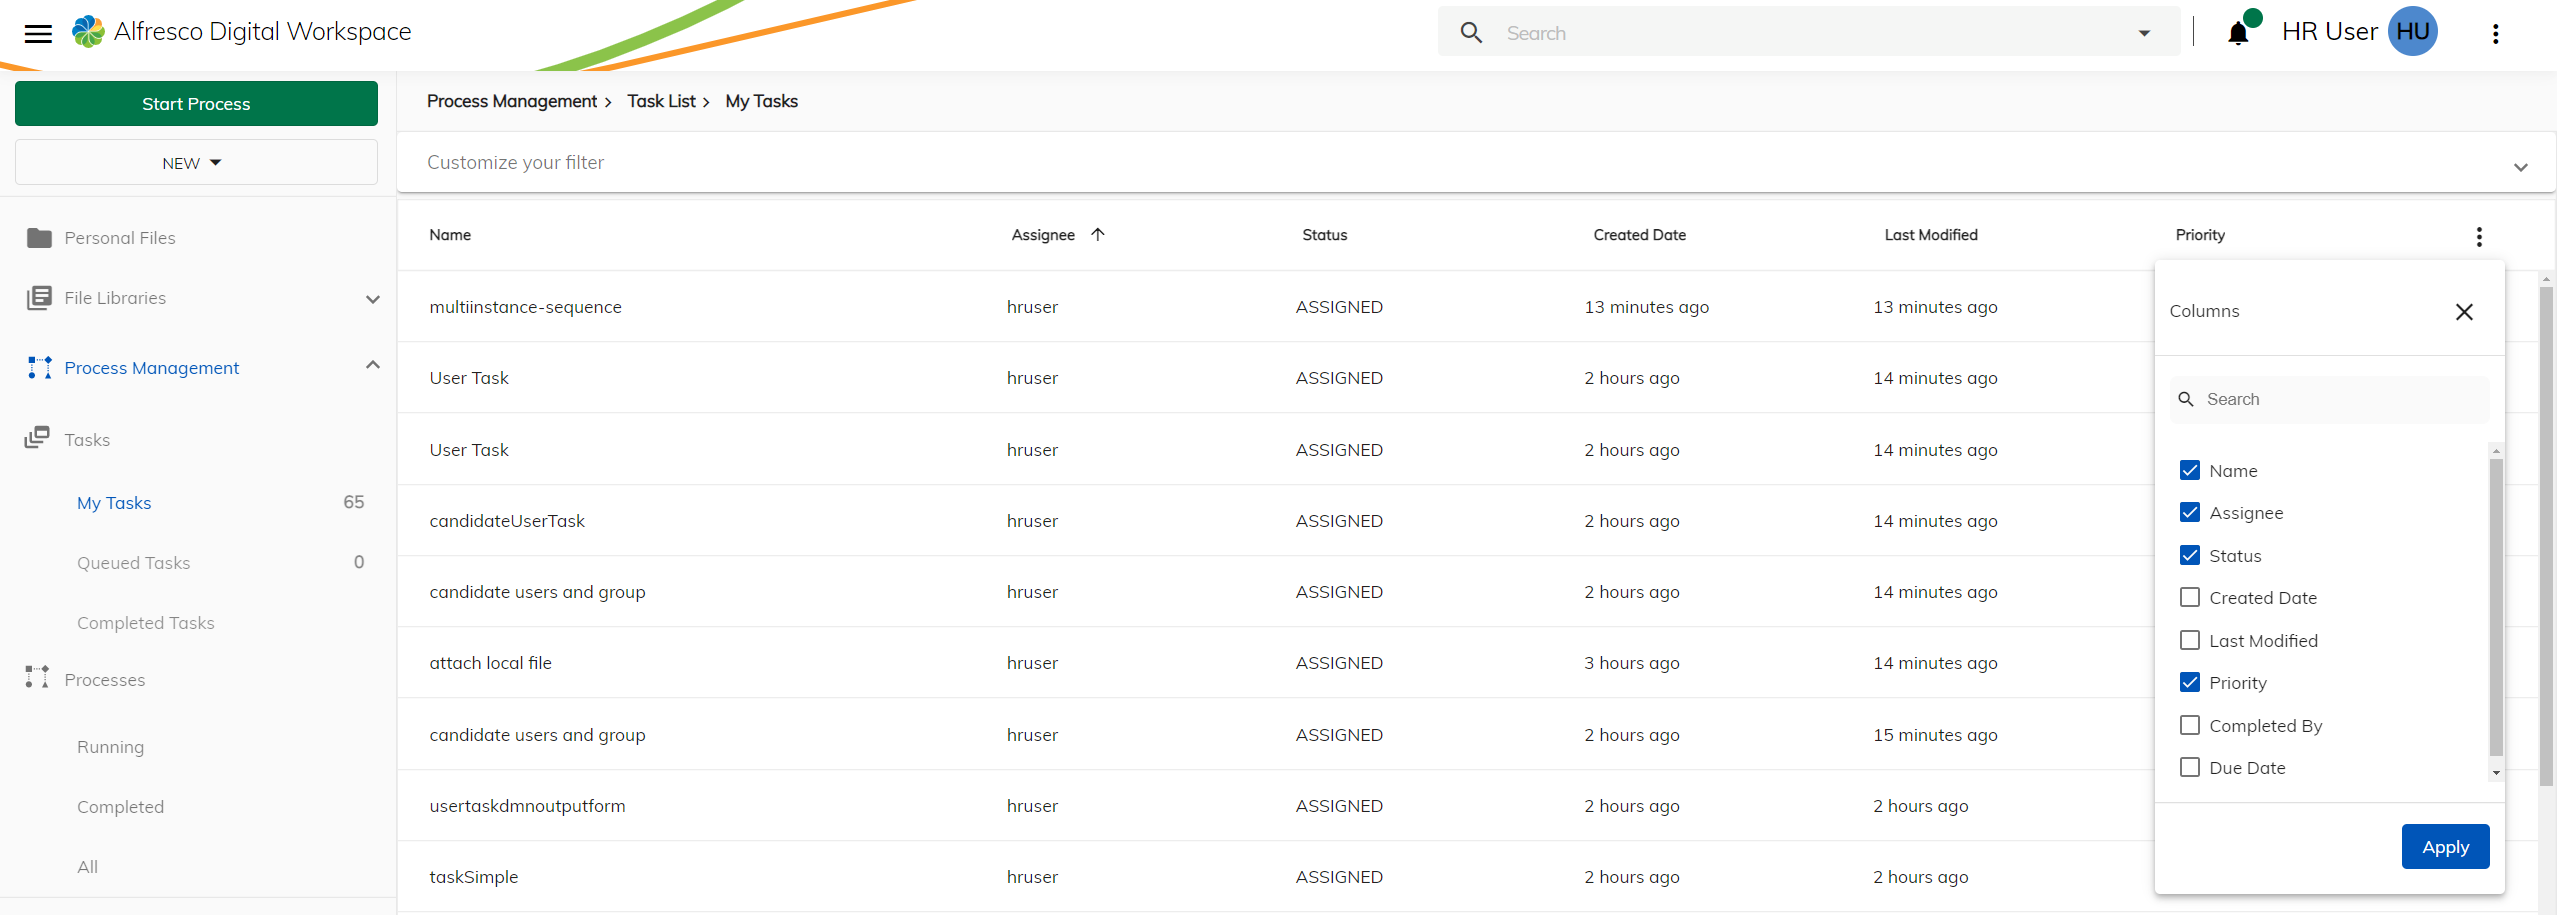 Alfresco Digital Workspace
Search
HR User HU
Start Process
NEW
Personal Files
File Libraries
Process Management
Tasks
My Tasks 65
Queued Tasks 0
Completed Tasks
Processes
Running
Completed
All
Process Management Task List My Tasks
Customize your filter
Name Assignee Status Created Date Last Modified Priority
multiinstance-sequence hruser ASSIGNED 13 minutes ago 13 minutes ago
User Task hruser ASSIGNED 2 hours ago 14 minutes ago
User Task hruser ASSIGNED 2 hours ago 14 minutes ago
candidateUserTask hruser ASSIGNED 2 hours ago 14 minutes ago
candidate users and group hruser ASSIGNED 2 hours ago 14 minutes ago
attach local file hruser ASSIGNED 3 hours ago 14 minutes ago
candidate users and group hruser ASSIGNED 2 hours ago 15 minutes ago
usertaskdmnoutputform hruser ASSIGNED 2 hours ago 2 hours ago
taskSimple hruser ASSIGNED 2 hours ago 2 hours ago
Columns
Search
Name
Assignee
Status
Created Date
Last Modified
Priority
Completed By
Due Date
Apply